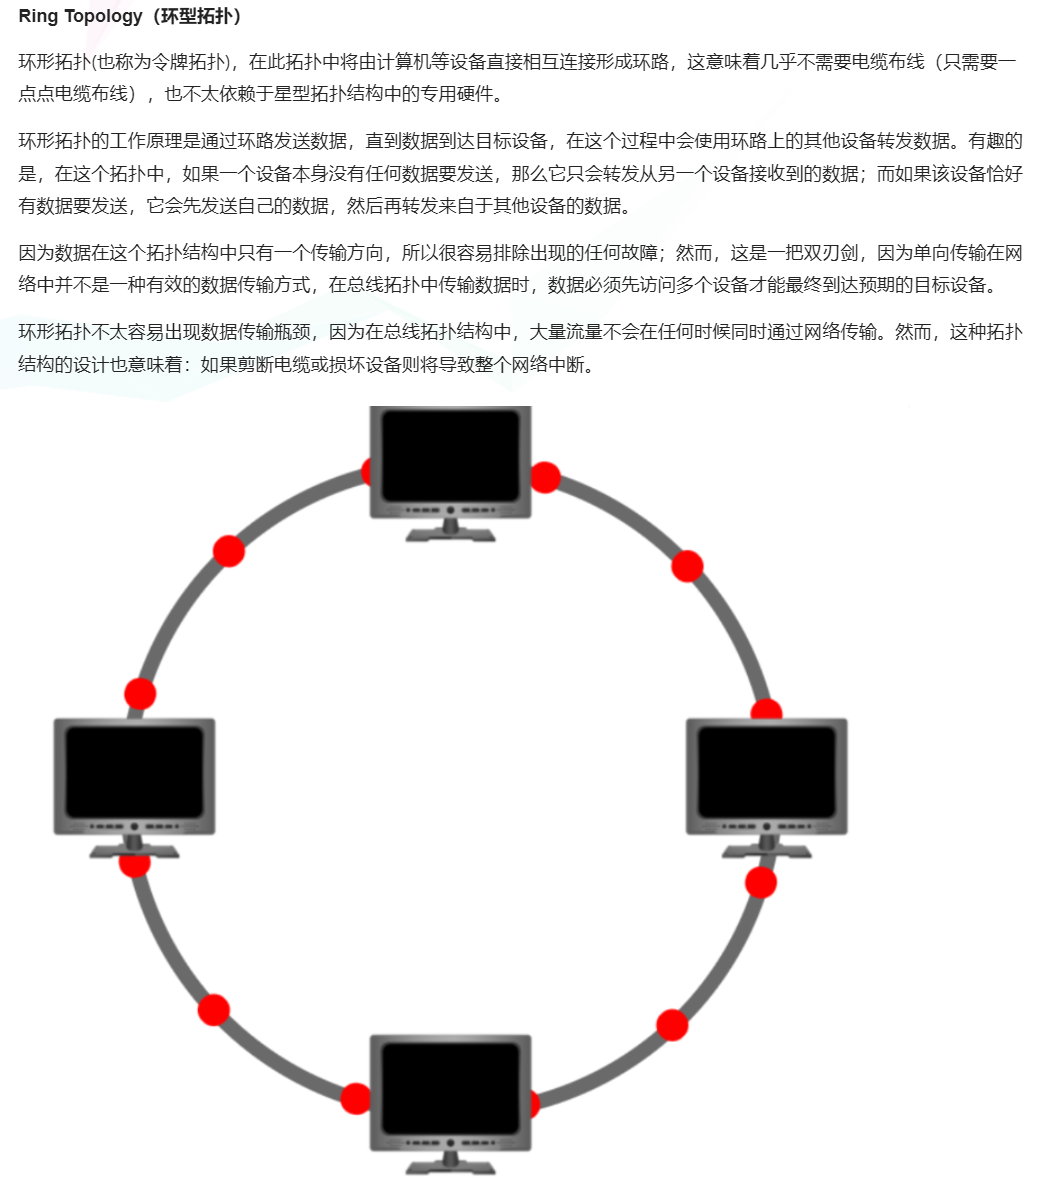 Ring Topology（环型拓扑）
环形拓扑(也称为令牌拓扑)，在此拓扑中将由计算机等设备直接相互连接形成环路，这意味着几乎不需要电缆布线（只需要一
点点电缆布线），也不太依赖于星型拓扑结构中的专用硬件。
环形拓扑的工作原理是通过环路发送数据，直到数据到达目标设备，在这个过程中会使用环路上的其他设备转发数据。有趣的
是，在这个拓扑中，如果一个设备本身没有任何数据要发送，那么它只会转发从另一个设备接收到的数据；而如果该设备恰好
有数据要发送，它会先发送自己的数据，然后再转发来自于其他设备的数据。
因为数据在这个拓扑结构中只有一个传输方向，所以很容易排除出现的任何故障；然而，这是一把双刃剑，因为单向传输在网
络中并不是一种有效的数据传输方式，在总线拓扑中传输数据时，数据必须先访问多个设备才能最终到达预期的目标设备。
环形拓扑不太容易出现数据传输瓶颈，因为在总线拓扑结构中，大量流量不会在任何时候同时通过网络传输。然而，这种拓扑
结构的设计也意味着：如果剪断电缆或损坏设备则将导致整个网络中断。